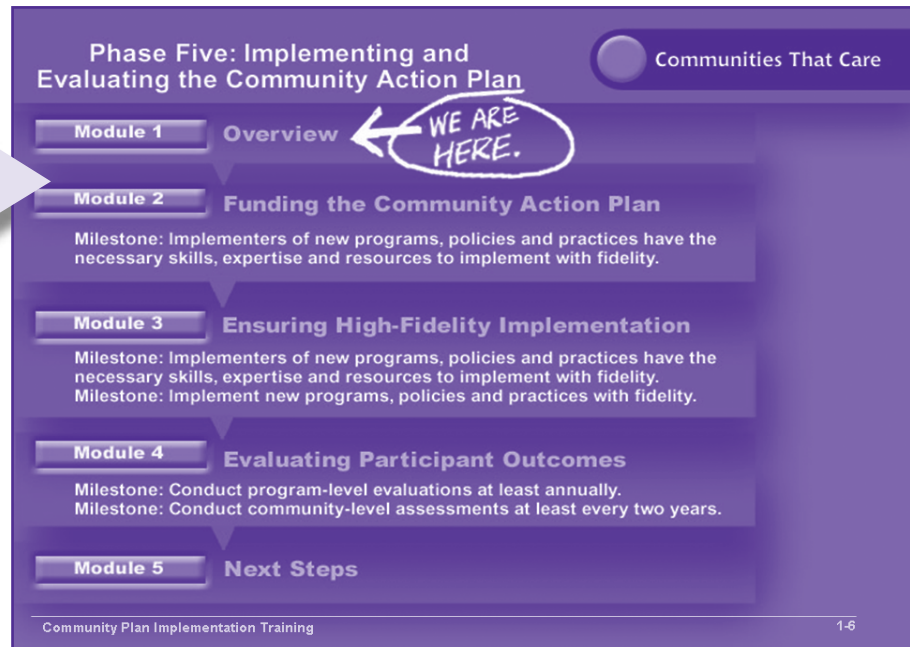 Phase Five: Implementing and
Evaluating the Community Action Plan
Communities That Care
Module 1
Overview
WE ARE
HERE.
Module 2
Funding the Community Action Plan
Milestone: Implementers of new programs, policies and practices have the
necessary skills, expertise and resources to implement with fidelity.
Module 3
Ensuring High-Fidelity Implementation
Milestone: Implementers of new programs, policies and practices have the
necessary skills, expertise and resources to implement with fidelity.
Milestone: Implement new programs, policies and practices with fidelity.
Module 4
Evaluating Participant Outcomes
Milestone: Conduct program-level evaluations at least annually.
Milestone: Conduct community-level assessments at least every two years.
Module 5
Next Steps
Community Plan Implementation Training
1-6